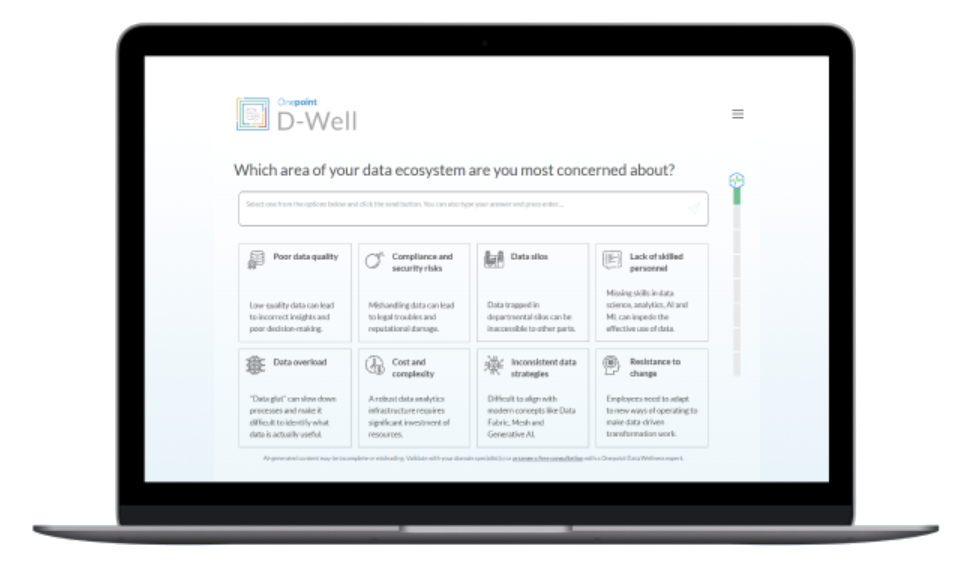 Onepoint
D-Well
Which area of your data ecosystem are you most concerned about?
Select one from the options below and click the send button. You can also type your answer and press enter...
Poor data quality
Low quality data can lead
to incorrect insights and
poor decision-making.
Compliance and
security risks
Mishandling data can lead
to legal troubles and
reputational damage.
Data silos
Data trapped in
departmental silos can be
inaccessible to other parts.
Lack of skilled
personnel
Missing skills in data
science, analytics, AI and
ML can impede the
effective use of data.
Data overload
"Data glut" can slow down
processes and make it
difficult to identify what
data is actually useful.
Cost and
complexity
A robust data analytics
infrastructure requires
significant investment of
resources.
Inconsistent data
strategies
Difficult to align with
modern concepts like Data
Fabric, Mesh and
Generative AI.
Resistance to
change
Employees need to adapt
to new ways of operating to
make data-driven
transformation work.
AI-generated content may be incomplete or misleading. Validate with your domain specialist(s) or arrange a free consultation with a Onepoint Data Wellness expert.